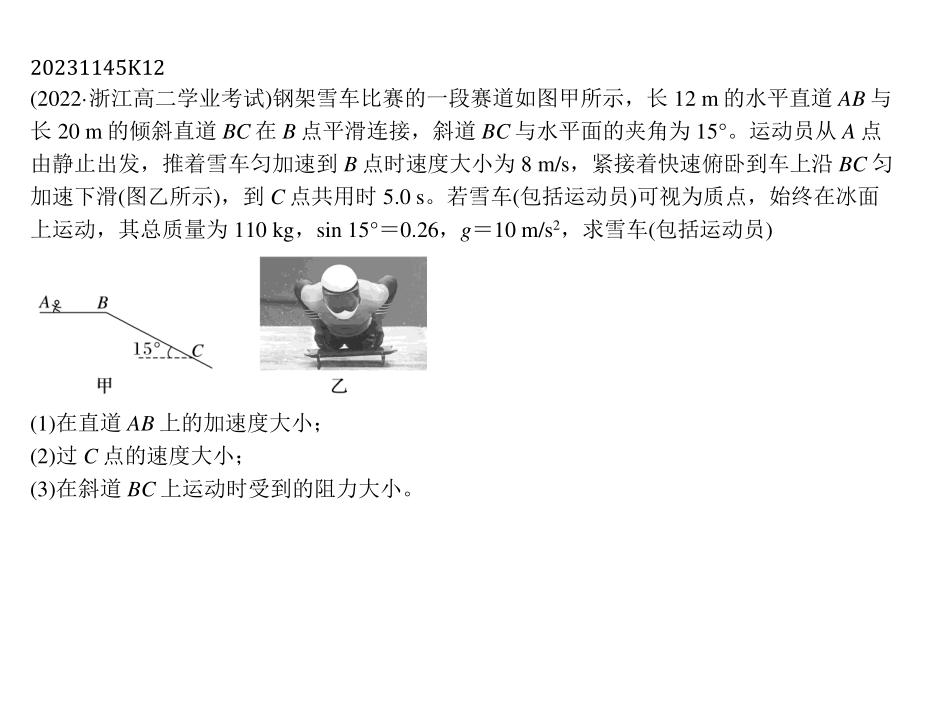 20231145K12
(2022·浙江高二学业考试)钢架雪车比赛的一段赛道如图甲所示，长 12 m 的水平直道 AB 与
长 20 m 的倾斜直道 BC 在 B 点平滑连接，斜道 BC 与水平面的夹角为 15°。运动员从 A 点
由静止出发，推着雪车匀加速到 B 点时速度大小为 8 m/s，紧接着快速俯卧到车上沿 BC 匀
加速下滑(图乙所示)，到 C 点共用时 5.0 s。若雪车(包括运动员)可视为质点，始终在冰面
上运动，其总质量为 110 kg，sin 15°＝0.26，g＝10 m/s²，求雪车(包括运动员)
A B
15° C
甲 乙
(1)在直道 AB 上的加速度大小；
(2)过 C 点的速度大小；
(3)在斜道 BC 上运动时受到的阻力大小。